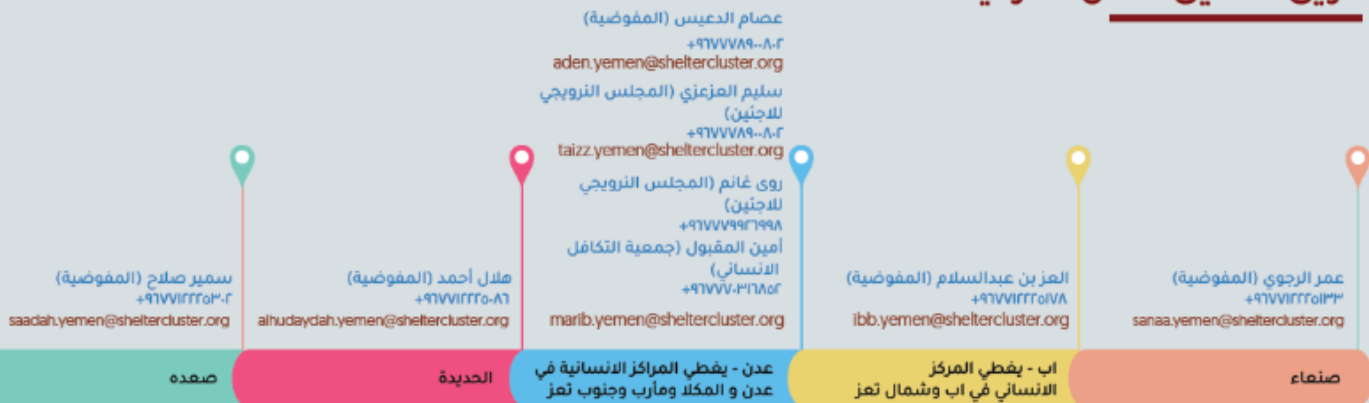 عصام الدعيس (المفوضية)
+٩٦٧٧٧٨٩٠٠٨٠٢
aden.yemen@sheltercluster.org
سليم العزعزي (المجلس النرويجي
للاجئين)
+٩٦٧٧٧٨٩٠٠٨٠٢
taizz.yemen@sheltercluster.org
روى غانم (المجلس النرويجي
للاجئين)
+٩٦٧٧٧٩٩٢٦٩٩٨
أمين المقبول (جمعية التكافل
الانساني)
+٩٦٧٧٧٠٣١٦٨٥٢
marib.yemen@sheltercluster.org
عمر الرجوي (المفوضية)
+٩٦٧٧١٢٢٢٥١٣٣
sanaa.yemen@sheltercluster.org
العز بن عبدالسلام (المفوضية)
+٩٦٧٧١٢٢٢٥١٧٨
ibb.yemen@sheltercluster.org
هلال أحمد (المفوضية)
+٩٦٧٧١٢٢٢٥٠٨٦
alhudaydah.yemen@sheltercluster.org
سمير صلاح (المفوضية)
+٩٦٧٧١٢٢٢٥٣٠٢
saadah.yemen@sheltercluster.org
صنعاء
اب - يغطي المركز
الانساني في اب وشمال تعز
عدن - يغطي المراكز الانسانية في
عدن و المكلا ومأرب وجنوب تعز
الحديدة
صعده